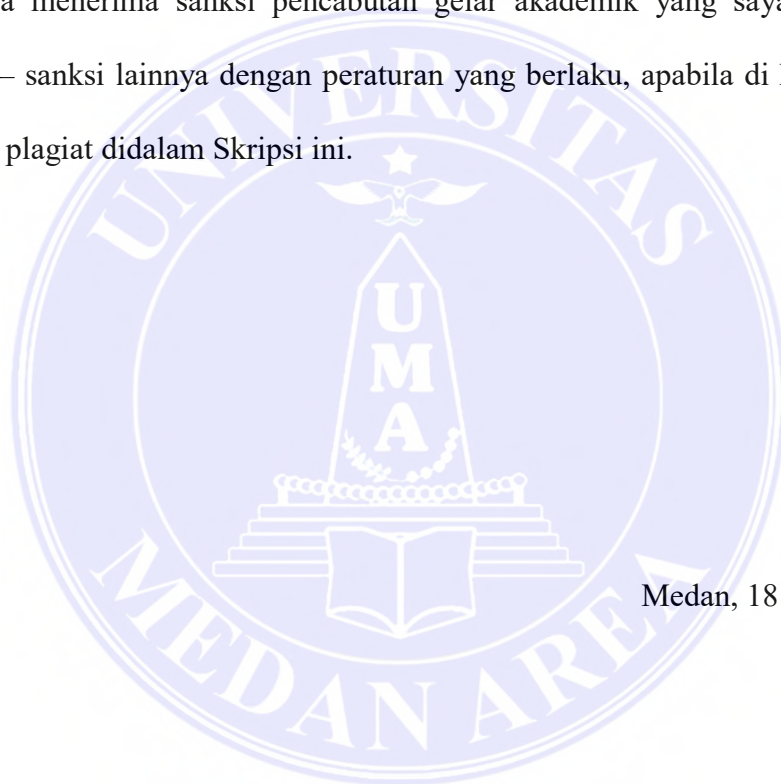 menerima sanksi pencabutan gelar akademik yang saya
– sanksi lainnya dengan peraturan yang berlaku, apabila di
plagiat didalam Skripsi ini.
UNIVERSITAS
U
M
A
Medan, 18
MEDAN AREA